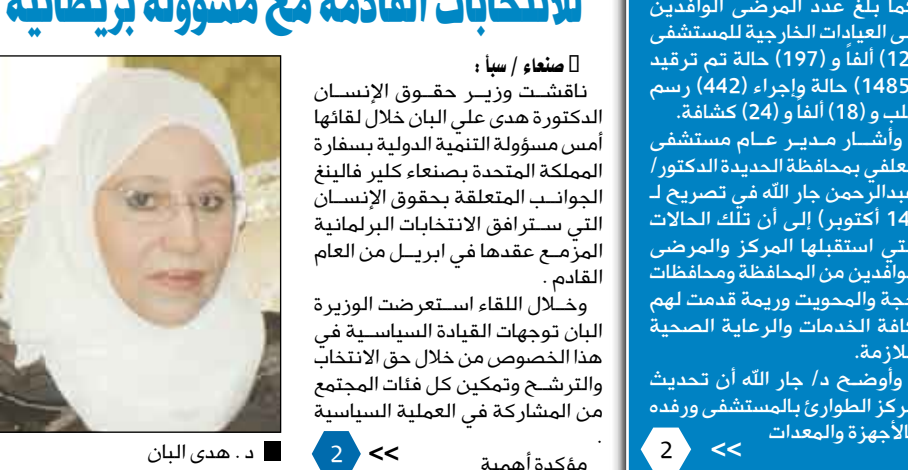 للانتخابات القادمة مع مسؤولة بريطانية
صنعاء / سبأ :
ناقشت وزير حقوق الإنسان
الدكتورة هدى علي البان خلال لقائها
أمس مسؤولة التنمية الدولية بسفارة
المملكة المتحدة بصنعاء كلير فالينغ
الجوانب المتعلقة بحقوق الإنسان
التي سترافق الانتخابات البرلمانية
المزمع عقدها في ابريل من العام
القادم .
وخلال اللقاء استعرضت الوزيرة
البان توجهات القيادة السياسية في
هذا الخصوص من خلال حق الانتخاب
والترشح وتمكين كل فئات المجتمع
من المشاركة في العملية السياسية
.
مؤكدة أهمية
>> 2
د . هدى البان
كما بلغ عدد المرضى الوافدين
العيادات الخارجية للمستشفى
ألفاً و (197) حالة تم ترقيد
(1485) حالة وإجراء (442) رسم
و (18) ألفا و (24) كشافة.
وأشار مدير عام مستشفى
العلفي بمحافظة الحديدة الدكتور/
عبدالرحمن جار الله في تصريح لـ
14 أكتوبر) إلى أن تلك الحالات
التي استقبلها المركز والمرضى
الوافدين من المحافظة ومحافظات
حجة والمحويت وريمة قدمت لهم
كافة الخدمات والرعاية الصحية
اللازمة.
وأوضح د/ جار الله أن تحديث
مركز الطوارئ بالمستشفى ورفده
بالأجهزة والمعدات
>> 2